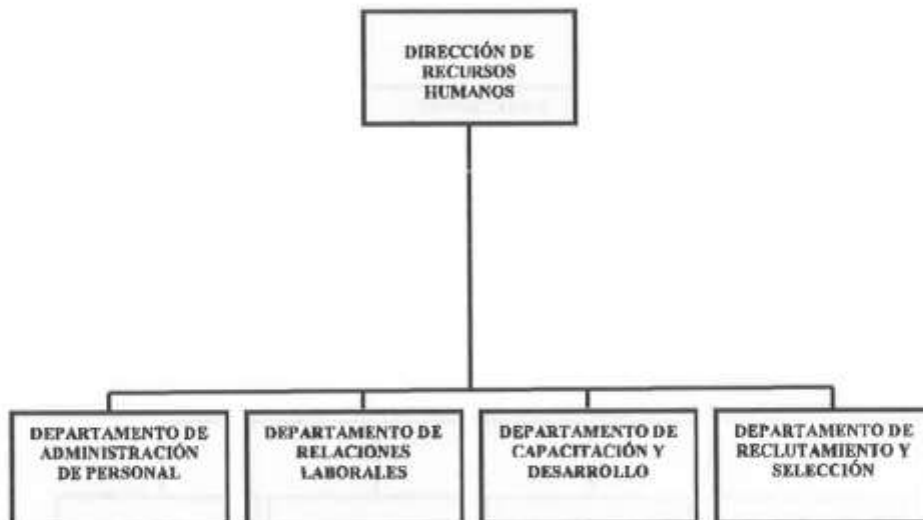 DIRECCIÓN DE
RECURSOS
HUMANOS
DEPARTAMENTO DE
ADMINISTRACIÓN
DE PERSONAL
DEPARTAMENTO DE
RELACIONES
LABORALES
DEPARTAMENTO DE
CAPACITACIÓN Y
DESARROLLO
DEPARTAMENTO DE
RECLUTAMIENTO Y
SELECCIÓN